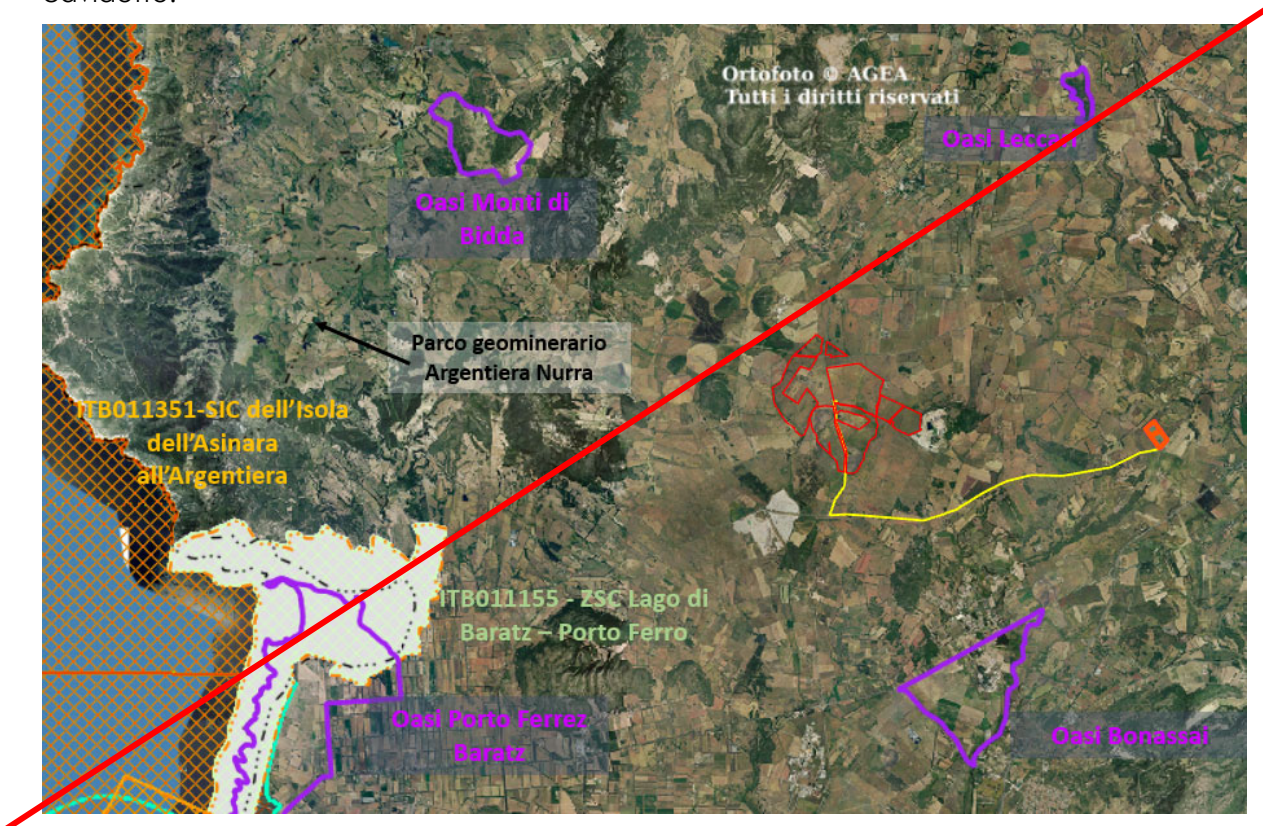 Ortofoto © AGEA
Tutti i diritti riservati
Oasi Leccari
Oasi Monti di
Bidda
Parco geominerario
Argentiera Nurra
ITB011351-SIC dell'Isola
dell'Asinara
all'Argentiera
ITB011155 - ZSC Lago di
Baratz – Porto Ferro
Oasi Porto Ferrez
Baratz
Oasi Bonassai